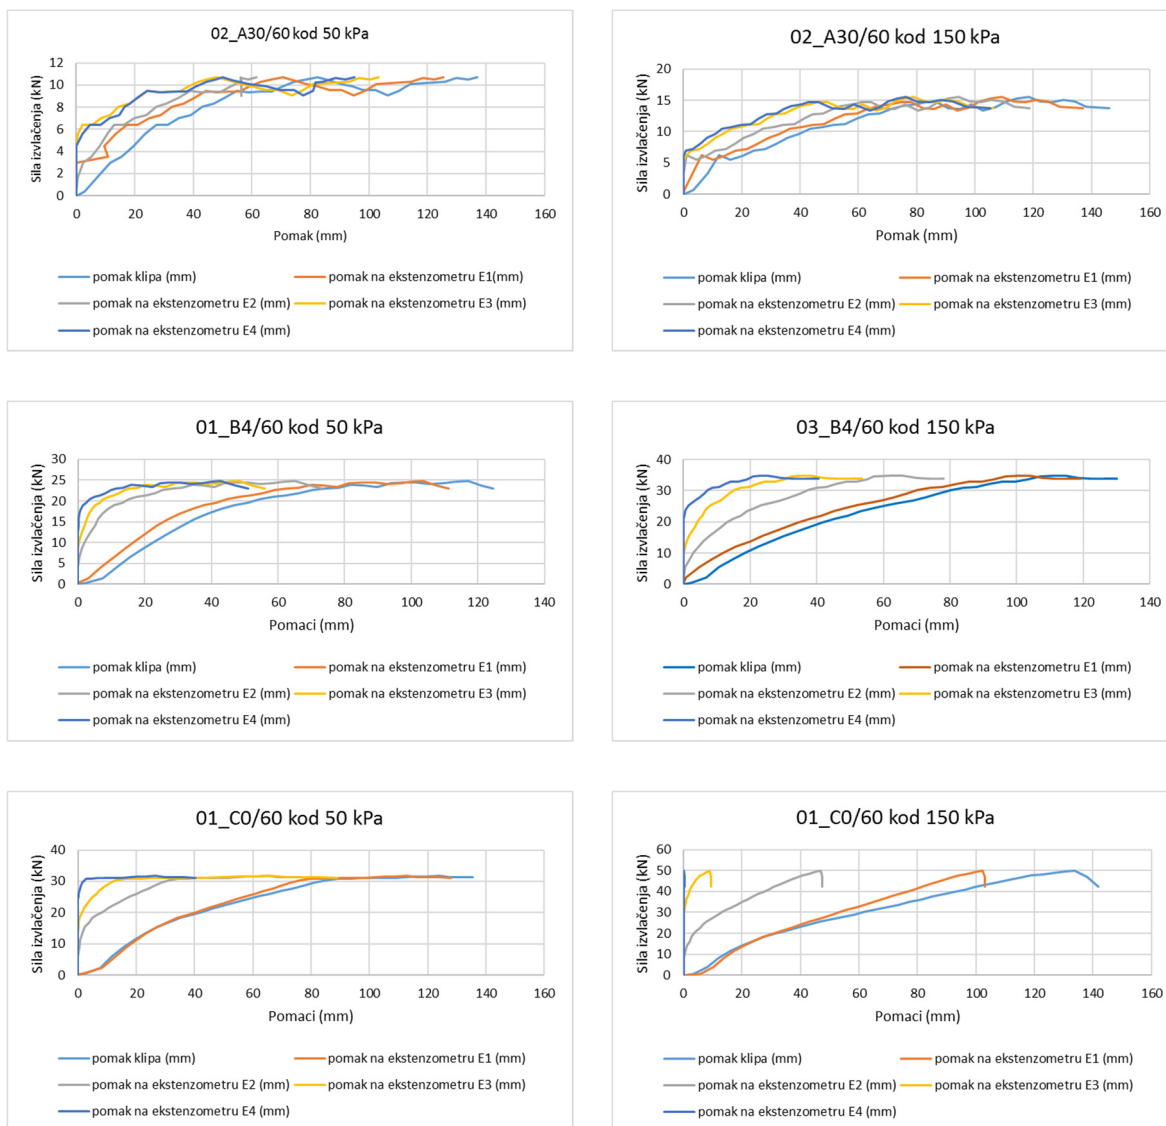 02_A30/60 kod 50 kPa
Sila izvlačenja (kN)
12
10
8
6
4
2
0
0 20 40 60 80 100 120 140 160
Pomak (mm)
pomak klipa (mm)
pomak na ekstenzometru E1(mm)
pomak na ekstenzometru E2 (mm)
pomak na ekstenzometru E3 (mm)
pomak na ekstenzometru E4 (mm)
02_A30/60 kod 150 kPa
Sila izvlačenja (kN)
20
15
10
5
0
0 20 40 60 80 100 120 140 160
Pomak (mm)
pomak klipa (mm)
pomak na ekstenzometru E1 (mm)
pomak na ekstenzometru E2 (mm)
pomak na ekstenzometru E3 (mm)
pomak na ekstenzometru E4 (mm)
01_B4/60 kod 50 kPa
Sila izvlačenja (kN)
30
25
20
15
10
5
0
0 20 40 60 80 100 120 140
Pomaci (mm)
pomak klipa (mm)
pomak na ekstenzometru E1 (mm)
pomak na ekstenzometru E2 (mm)
pomak na ekstenzometru E3 (mm)
pomak na ekstenzometru E4 (mm)
03_B4/60 kod 150 kPa
Sila izvlačenja (kN)
40
30
20
10
0
0 20 40 60 80 100 120 140
Pomaci (mm)
pomak klipa (mm)
pomak na ekstenzometru E1 (mm)
pomak na ekstenzometru E2 (mm)
pomak na ekstenzometru E3 (mm)
pomak na ekstenzometru E4 (mm)
01_C0/60 kod 50 kPa
Sila izvlačenja (kN)
40
30
20
10
0
0 20 40 60 80 100 120 140 160
Pomaci (mm)
pomak klipa (mm)
pomak na ekstenzometru E1 (mm)
pomak na ekstenzometru E2 (mm)
pomak na ekstenzometru E3 (mm)
pomak na ekstenzometru E4 (mm)
01_C0/60 kod 150 kPa
Sila izvlačenja (kN)
60
50
40
30
20
10
0
0 20 40 60 80 100 120 140 160
Pomaci (mm)
pomak klipa (mm)
pomak na ekstenzometru E1 (mm)
pomak na ekstenzometru E2 (mm)
pomak na ekstenzometru E3 (mm)
pomak na ekstenzometru E4 (mm)